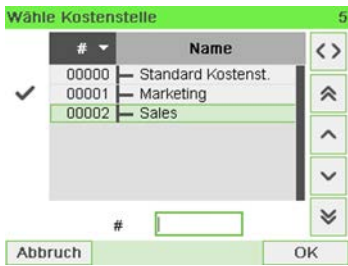 Wähle Kostenstelle 5
# Name
00000 Standard Kostenst.
00001 Marketing
00002 Sales
#
Abbruch OK